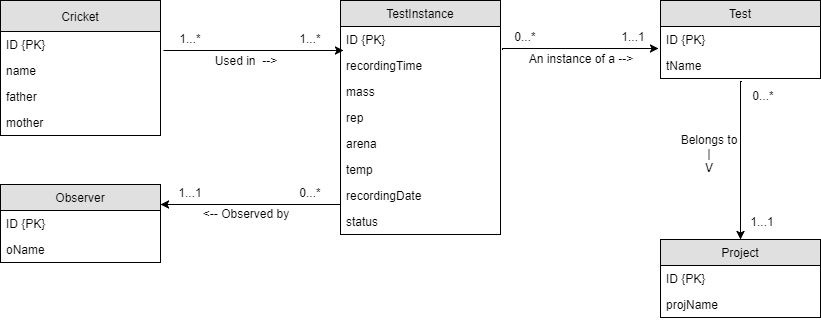 Cricket
ID {PK}
name
father
mother
1...*
1...*
Used in -->
TestInstance
ID {PK}
recordingTime
mass
rep
arena
temp
recordingDate
status
0...*
1...1
An instance of a -->
Test
ID {PK}
tName
0...*
Belongs to
|
V
1...1
Observer
ID {PK}
oName
1...1
0...*
<-- Observed by
Project
ID {PK}
projName